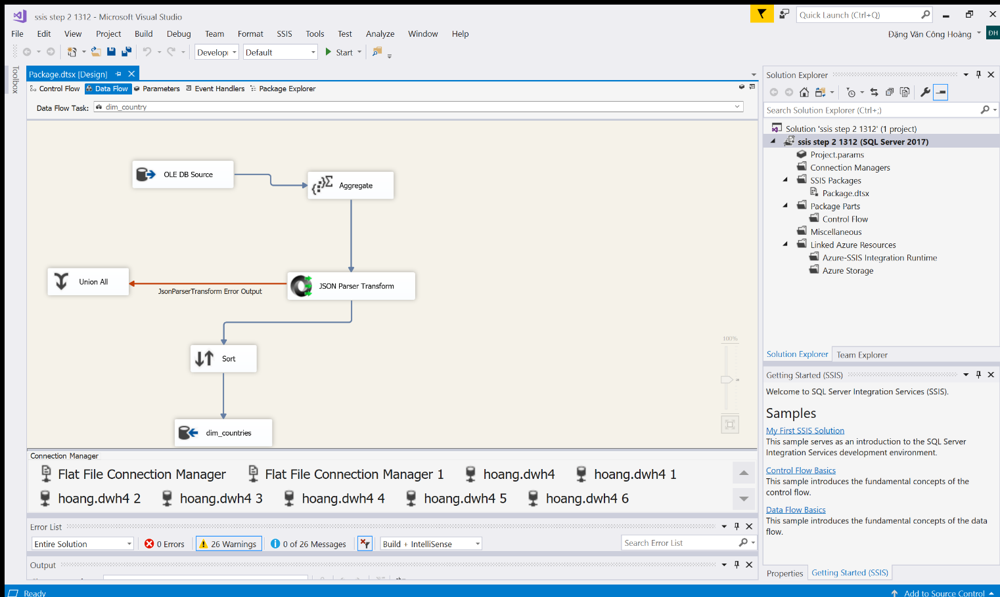 ssis step 2 1312 - Microsoft Visual Studio
Quick Launch (Ctrl+Q)
File Edit View Project Build Debug Team Format SSIS Tools Test Analyze Window Help
Đặng Văn Công Hoàng ĐH
Default Start
Toolbox
Package.dtsx [Design]
Control Flow Data Flow Parameters Event Handlers Package Explorer
Data Flow Task: dim_country
OLE DB Source
Aggregate
Union All
JsonParserTransform Error Output
JSON Parser Transform
Sort
dim_countries
100%
Connection Manager
Flat File Connection Manager Flat File Connection Manager 1 hoang.dwh4 hoang.dwh4 1
hoang.dwh4 2 hoang.dwh4 3 hoang.dwh4 4 hoang.dwh4 5 hoang.dwh4 6
Error List
Entire Solution 0 Errors 26 Warnings 0 of 26 Messages Build + IntelliSense Search Error List
Output
Solution Explorer
Search Solution Explorer (Ctrl+;)
Solution 'ssis step 2 1312' (1 project)
ssis step 2 1312 (SQL Server 2017)
Project.params
Connection Managers
SSIS Packages
Package.dtsx
Package Parts
Control Flow
Miscellaneous
Linked Azure Resources
Azure-SSIS Integration Runtime
Azure Storage
Solution Explorer Team Explorer
Getting Started (SSIS)
Welcome to SQL Server Integration Services (SSIS).
Samples
My First SSIS Solution
This sample serves as an introduction to the SQL Server
Integration Services development environment.
Control Flow Basics
This sample introduces the fundamental concepts of the
control flow.
Data Flow Basics
This sample introduces the fundamental concepts of the data
flow.
Properties Getting Started (SSIS)
Ready
Add to Source Control